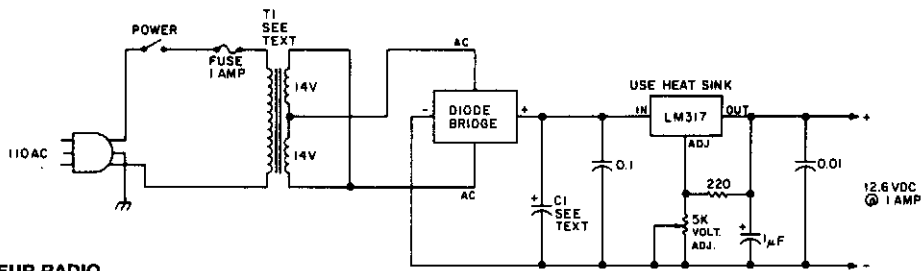 POWER
FUSE
1 AMP
T1
SEE
TEXT
14V
14V
110AC
AC
AC
-
DIODE
BRIDGE
+
+
C1
SEE
TEXT
0.1
USE HEAT SINK
IN
LM317
OUT
ADJ
220
5K
VOLT.
ADJ.
+
1µF
0.01
+
12.6 VDC
@ 1 AMP
-